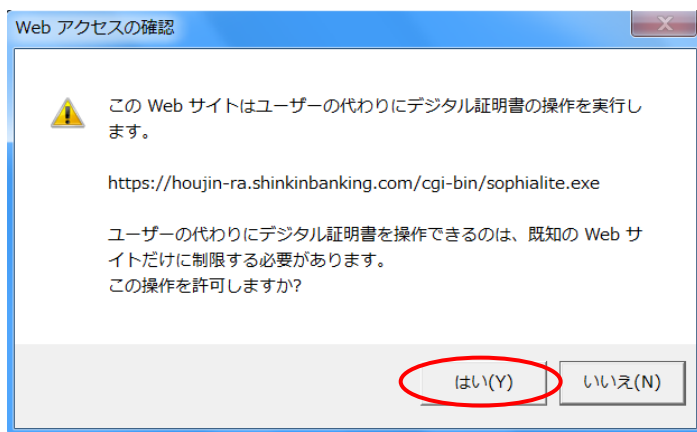 Web アクセスの確認
この Web サイトはユーザーの代わりにデジタル証明書の操作を実行し
ます。
https://houjin-ra.shinkinbanking.com/cgi-bin/sophialite.exe
ユーザーの代わりにデジタル証明書を操作できるのは、既知の Web サ
イトだけに制限する必要があります。
この操作を許可しますか?
はい(Y) いいえ(N)